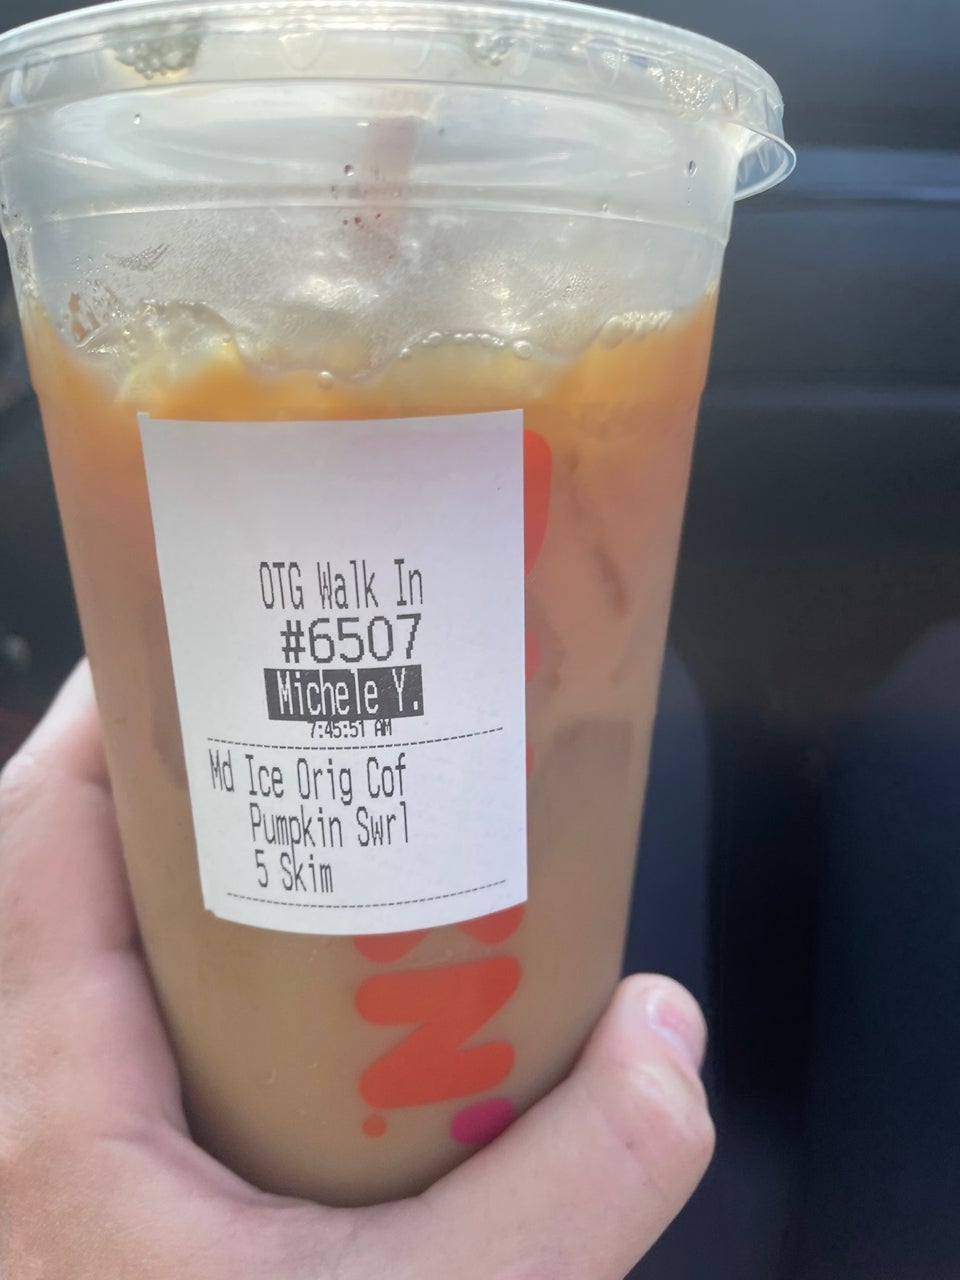 OTG Walk In
#6507
Michele Y.
7:45:51 AM
Md Ice Orig Cof
Pumpkin Swrl
5 Skim